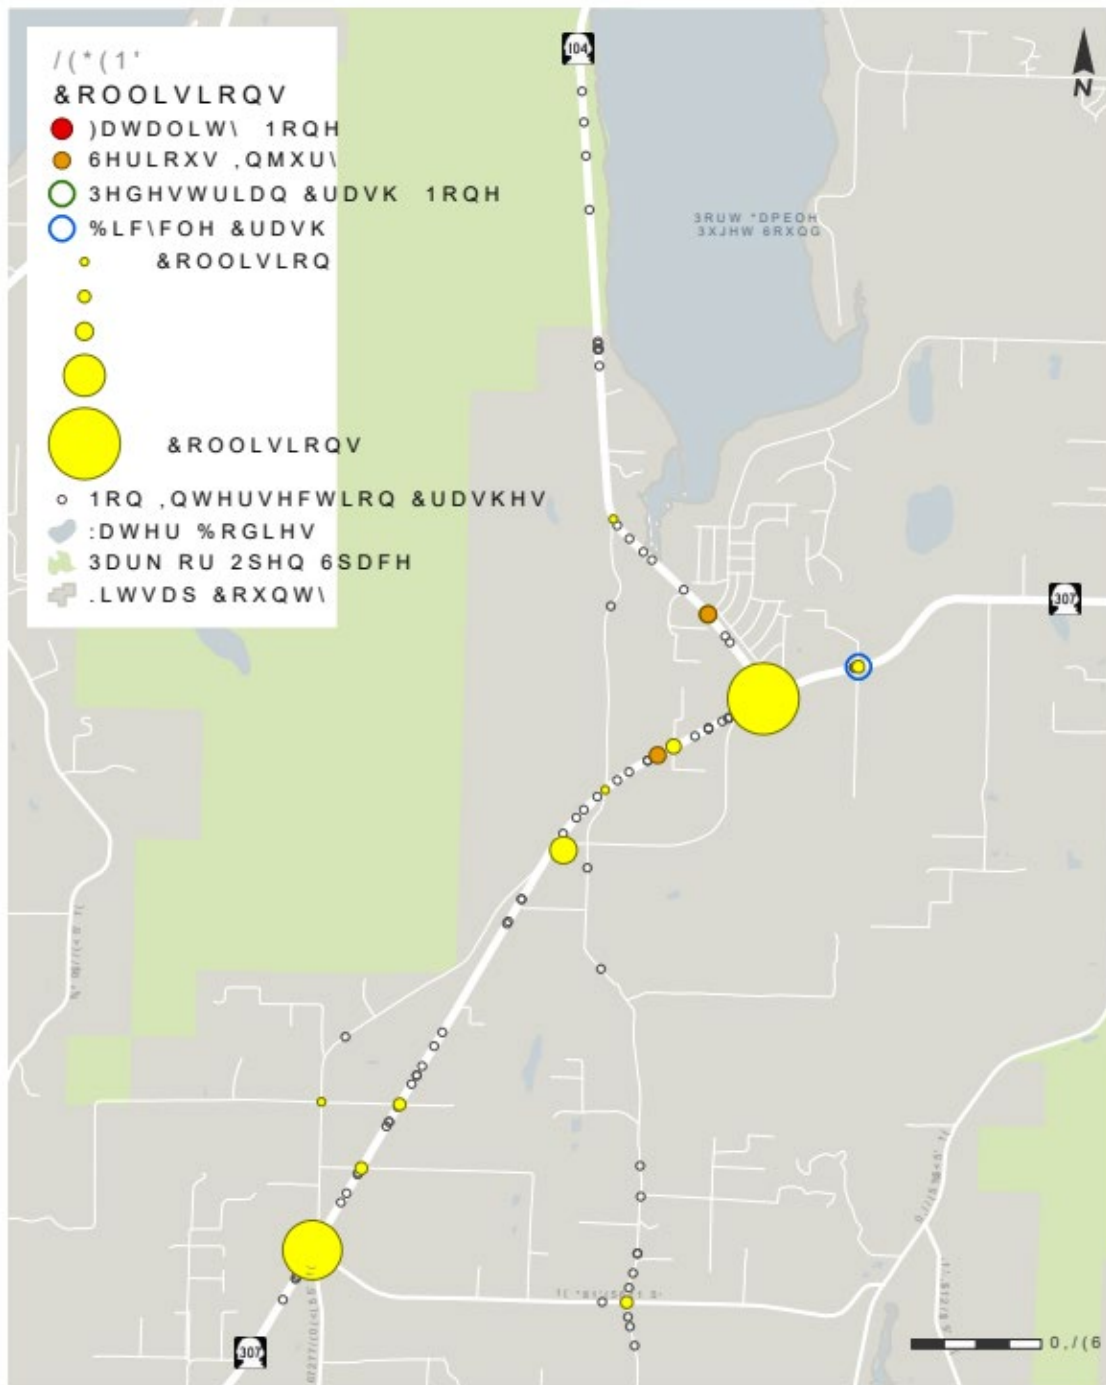 /(*(1'
&ROOLVLRQV
)DWDOLW\ 1RQH
6HULRXV ,QMXU\
3HGHVWULDQ &UDVK 1RQH
%LF\FOH &UDVK
&ROOLVLRQ
&ROOLVLRQV
1RQ ,QWHUVHFWLRQ &UDVKHV
:DWHU %RGLHV
3DUN RU 2SHQ 6SDFH
.LWVDS &RXQW\
104
N
3RUW *DPEOH
3XJHW 6RXQG
307
307
0,/(6